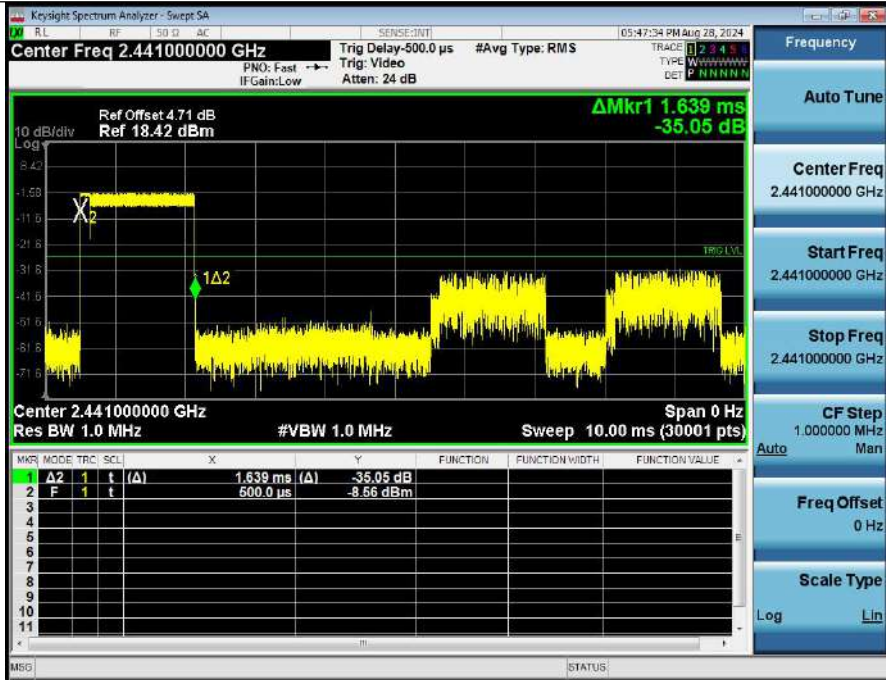 Keysight Spectrum Analyzer - Swept SA
RL RF 50 Ω AC SENSE:INT 05:47:34 PM Aug 28, 2024
Center Freq 2.441000000 GHz Trig Delay-500.0 µs #Avg Type: RMS TRACE 1 2 3 4 5 6
PNO: Fast Trig: Video TYPE W
IFGain:Low Atten: 24 dB DET P N N N N N
Frequency
Auto Tune
Center Freq
2.441000000 GHz
Start Freq
2.441000000 GHz
Stop Freq
2.441000000 GHz
CF Step
1.000000 MHz
Auto Man
Freq Offset
0 Hz
Scale Type
Log Lin
ΔMkr1 1.639 ms
-35.05 dB
Ref Offset 4.71 dB
10 dB/div Ref 18.42 dBm
Log
8.42
-1.58
X2
-11.6
-21.6
TRIG LVL
-31.6
1Δ2
-41.6
-51.6
-61.6
-71.6
Center 2.441000000 GHz Span 0 Hz
Res BW 1.0 MHz #VBW 1.0 MHz Sweep 10.00 ms (30001 pts)
MKR MODE TRC SCL X Y FUNCTION FUNCTION WIDTH FUNCTION VALUE
1 Δ2 1 t (Δ) 1.639 ms (Δ) -35.05 dB
2 F 1 t 500.0 µs -8.56 dBm
3
4
5
6
7
8
9
10
11
MSG STATUS